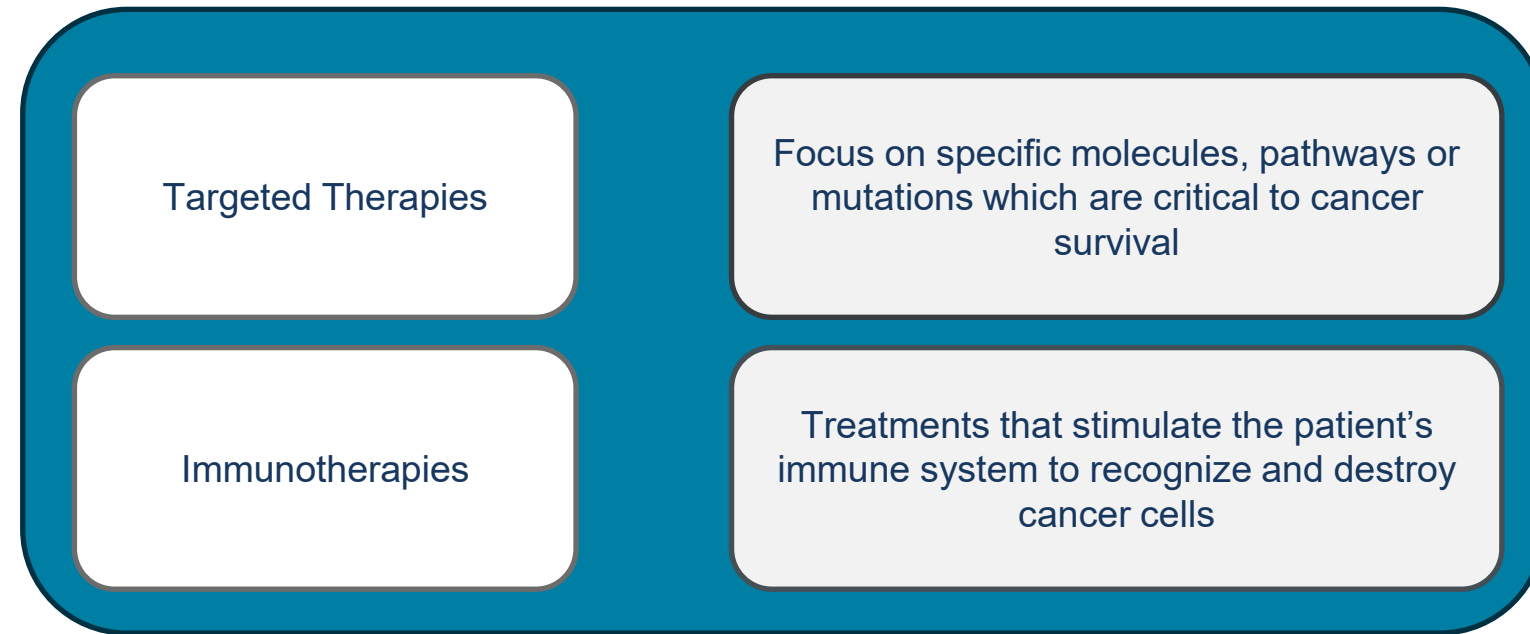 Targeted Therapies
Focus on specific molecules, pathways or
mutations which are critical to cancer
survival
Immunotherapies
Treatments that stimulate the patient’s
immune system to recognize and destroy
cancer cells